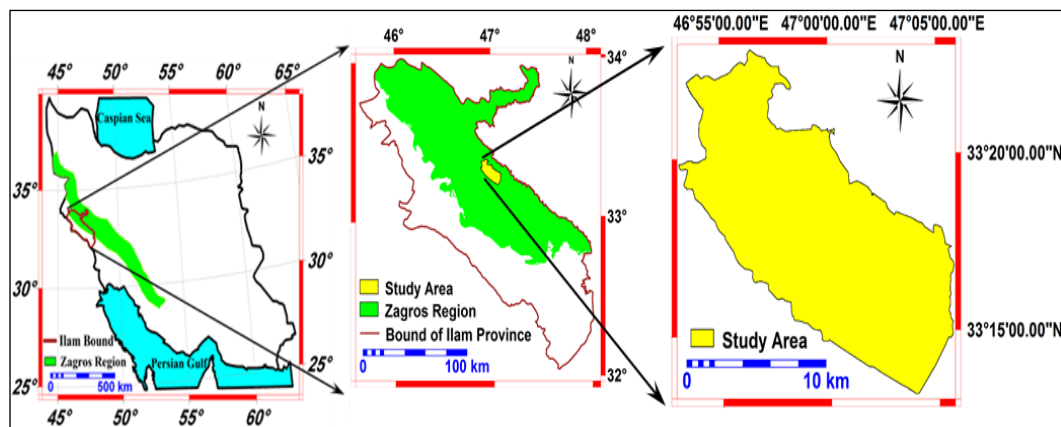 45° 50° 55° 60° 65°
N
Caspian Sea
35°
35°
30°
30°
25°
25°
Ilam Bound
Zagros Region
0 500 km
Persian Gulf
45° 50° 55° 60°
46° 47° 48°
34°
N
33°
Study Area
Zagros Region
Bound of Ilam Province
0 100 km
32°
46°55'00.00"E 47°00'00.00"E 47°05'00.00"E
N
33°20'00.00"N
33°15'00.00"N
Study Area
0 10 km